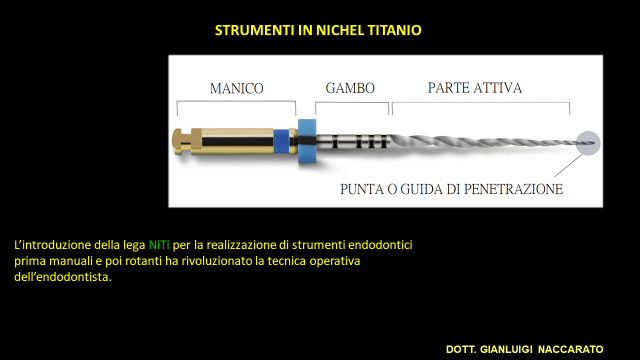 STRUMENTI IN NICHEL TITANIO
MANICO GAMBO PARTE ATTIVA
PUNTA O GUIDA DI PENETRAZIONE
L'introduzione della lega NiTi per la realizzazione di strumenti endodontici
prima manuali e poi rotanti ha rivoluzionato la tecnica operativa
dell'endodontista.
DOTT. GIANLUIGI NACCARATO